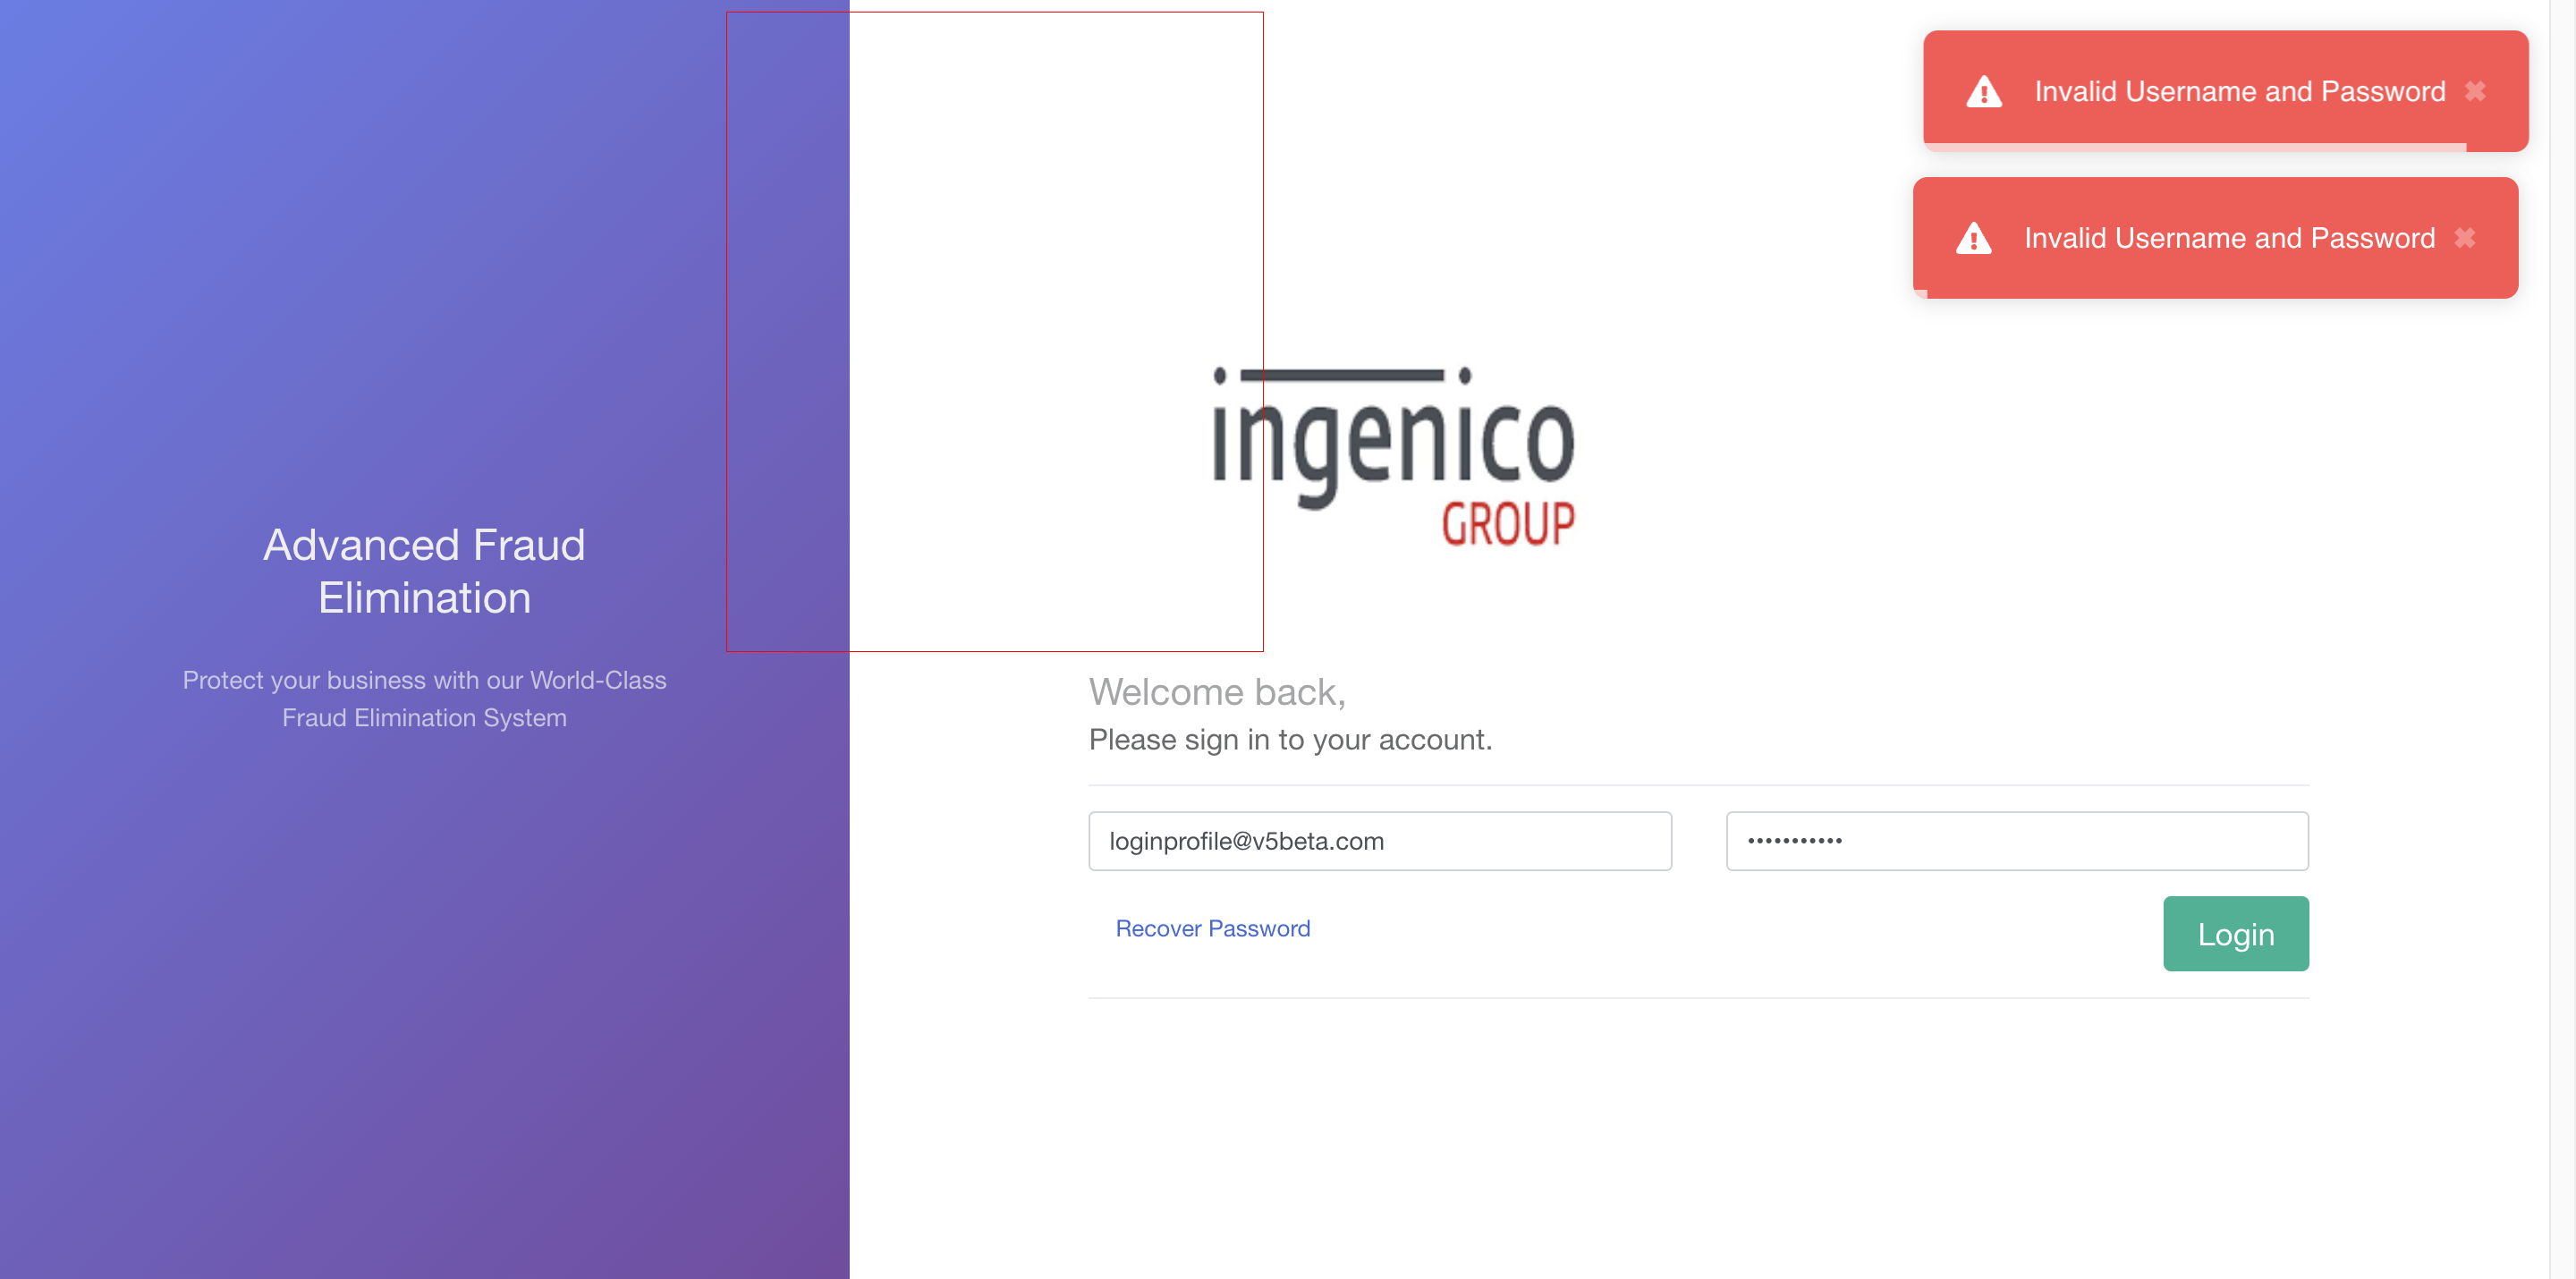 Invalid Username and Password
Invalid Username and Password
ingenico
GROUP
Advanced Fraud
Elimination
Protect your business with our World-Class
Fraud Elimination System
Welcome back,
Please sign in to your account.
loginprofile@v5beta.com
•••••••••••
Recover Password
Login